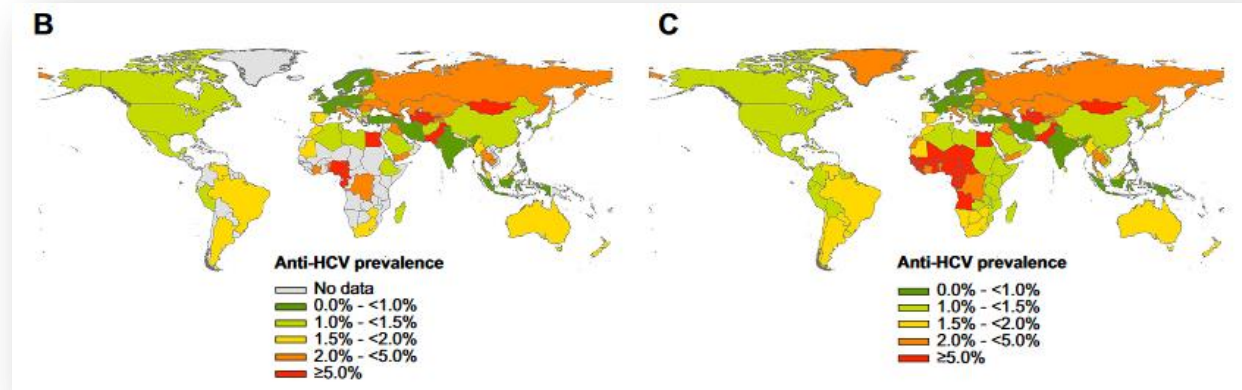 B
Anti-HCV prevalence
No data
0.0% - <1.0%
1.0% - <1.5%
1.5% - <2.0%
2.0% - <5.0%
≥5.0%
C
Anti-HCV prevalence
0.0% - <1.0%
1.0% - <1.5%
1.5% - <2.0%
2.0% - <5.0%
≥5.0%